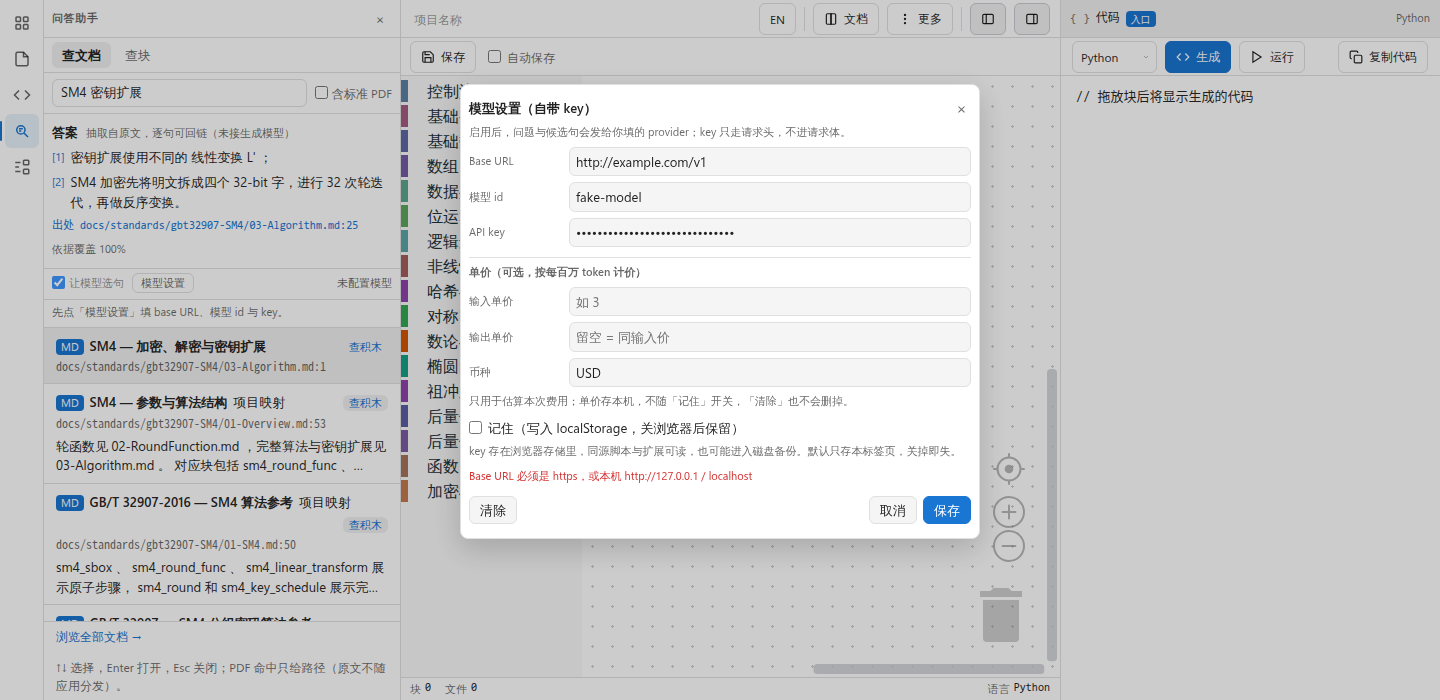 问答助手
×
查文档
查块
SM4 密钥扩展
含标准 PDF
答案 抽取自原文，逐句可回链（未接生成模型）
[1] 密钥扩展使用不同的 线性变换 L' ；
[2] SM4 加密先将明文拆成四个 32-bit 字，进行 32 次轮迭
代，再做反序变换。
出处 docs/standards/gbt32907-SM4/03-Algorithm.md:25
依据覆盖 100%
让模型选句
模型设置
未配置模型
先点「模型设置」填 base URL、模型 id 与 key。
MD SM4 — 加密、解密与密钥扩展
查积木
docs/standards/gbt32907-SM4/03-Algorithm.md:1
MD SM4 — 参数与算法结构 项目映射
查积木
docs/standards/gbt32907-SM4/01-Overview.md:53
轮函数见 02-RoundFunction.md ，完整算法与密钥扩展见
03-Algorithm.md 。 对应块包括 sm4_round_func 、...
MD GB/T 32907-2016 — SM4 算法参考 项目映射
查积木
docs/standards/gbt32907-SM4/01-SM4.md:50
sm4_sbox 、 sm4_round_func 、 sm4_linear_transform 展
示原子步骤， sm4_round 和 sm4_key_schedule 展示完...
浏览全部文档 →
↑↓ 选择，Enter 打开，Esc 关闭；PDF 命中只给路径（原文不随
应用分发）。
项目名称
EN
文档
更多
保存
自动保存
控制
基础
基础
数组
数据
位运
逻辑
非线
哈希
对称
数论
椭圆
祖冲
后量
后量
函数
加密
模型设置（自带 key）
×
启用后，问题与候选句会发给你填的 provider；key 只走请求头，不进请求体。
Base URL
http://example.com/v1
模型 id
fake-model
API key
••••••••••••••••••••••••••••••
单价（可选，按每百万 token 计价）
输入单价
如 3
输出单价
留空 = 同输入价
币种
USD
只用于估算本次费用；单价存本机，不随「记住」开关，「清除」也不会删掉。
记住（写入 localStorage，关浏览器后保留）
key 存在浏览器存储里，同源脚本与扩展可读，也可能进入磁盘备份。默认只存本标签页，关掉即失。
Base URL 必须是 https，或本机 http://127.0.0.1 / localhost
清除
取消
保存
块 0
文件 0
语言 Python
{ } 代码
入口
Python
Python
生成
运行
复制代码
// 拖放块后将显示生成的代码